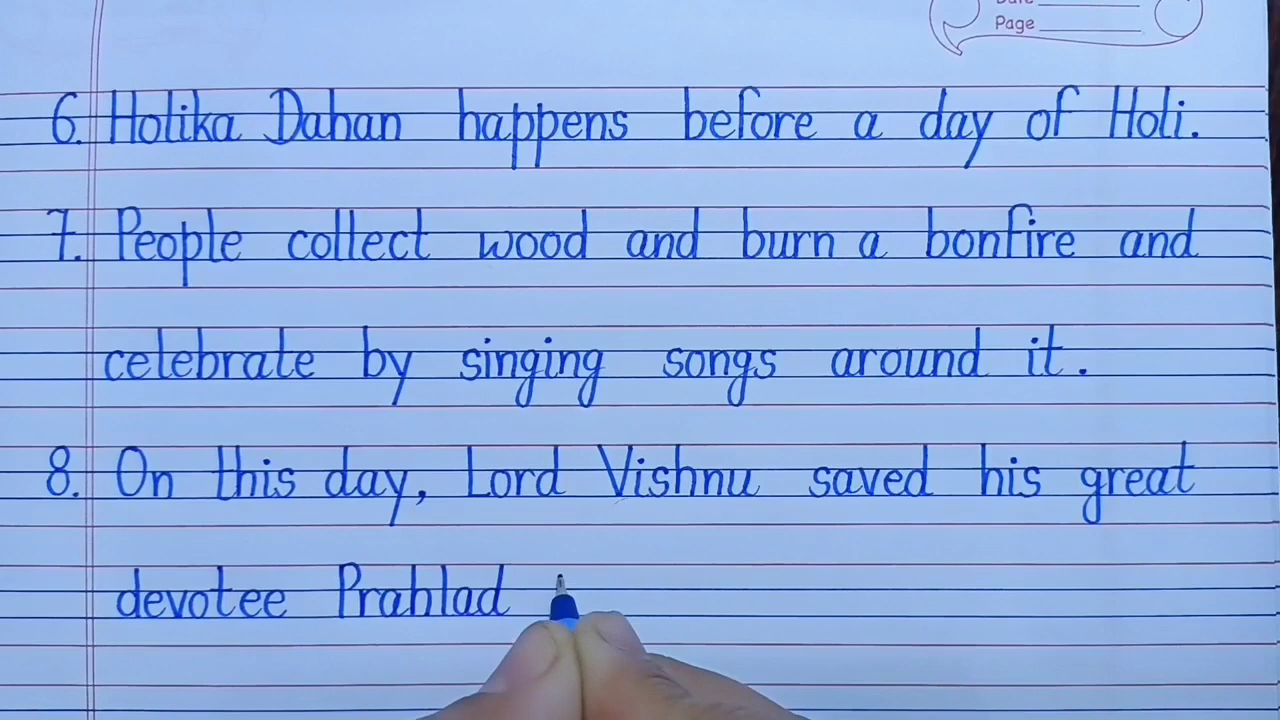 Page
6. Holika Dahan happens before a day of Holi.
7. People collect wood and burn a bonfire and
celebrate by singing songs around it.
8. On this day, Lord Vishnu saved his great
devotee Prahlad